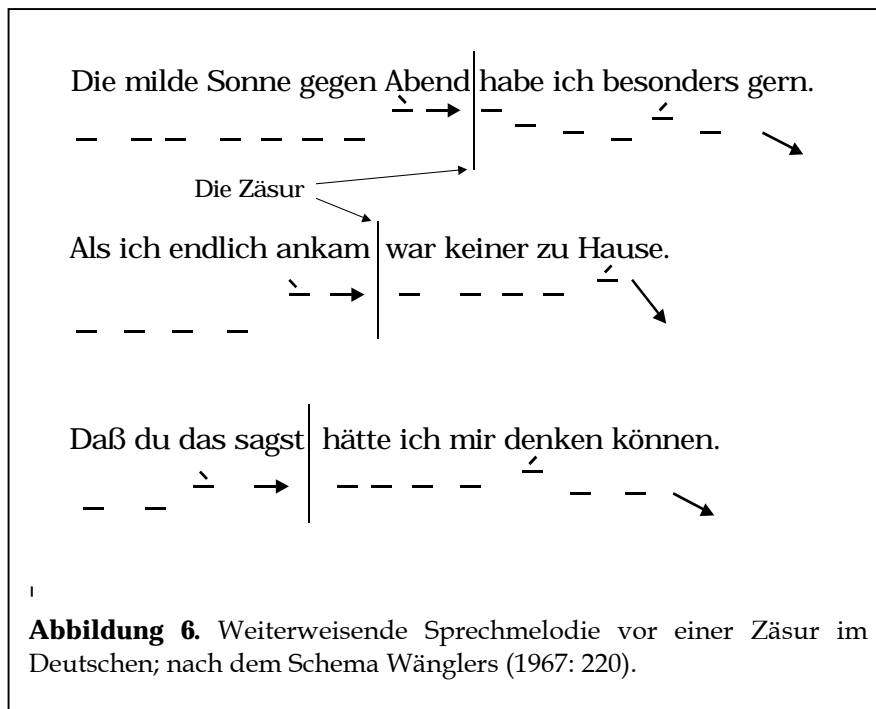 Die milde Sonne gegen Abend habe ich besonders gern.
Die Zäsur
Als ich endlich ankam war keiner zu Hause.
Daß du das sagst hätte ich mir denken können.
Abbildung 6. Weiterweisende Sprechmelodie vor einer Zäsur im
Deutschen; nach dem Schema Wänglers (1967: 220).